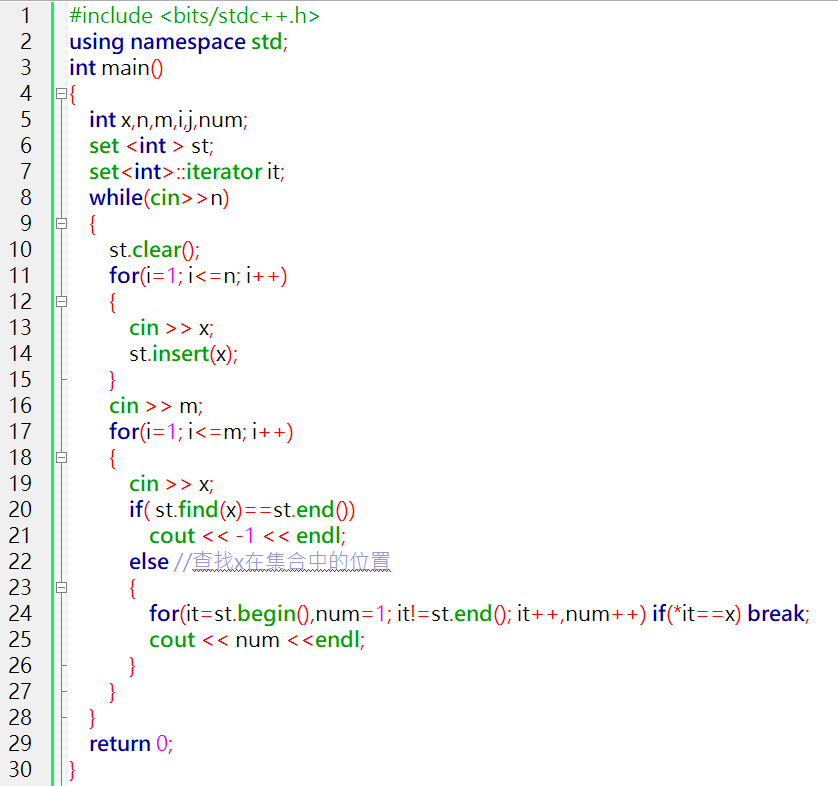 1 #include <bits/stdc++.h>
2 using namespace std;
3 int main()
4 {
5 int x,n,m,i,j,num;
6 set <int > st;
7 set<int>::iterator it;
8 while(cin>>n)
9 {
10 st.clear();
11 for(i=1; i<=n; i++)
12 {
13 cin >> x;
14 st.insert(x);
15 }
16 cin >> m;
17 for(i=1; i<=m; i++)
18 {
19 cin >> x;
20 if( st.find(x)==st.end())
21 cout << -1 << endl;
22 else //查找x在集合中的位置
23 {
24 for(it=st.begin(),num=1; it!=st.end(); it++,num++) if(*it==x) break;
25 cout << num <<endl;
26 }
27 }
28 }
29 return 0;
30 }